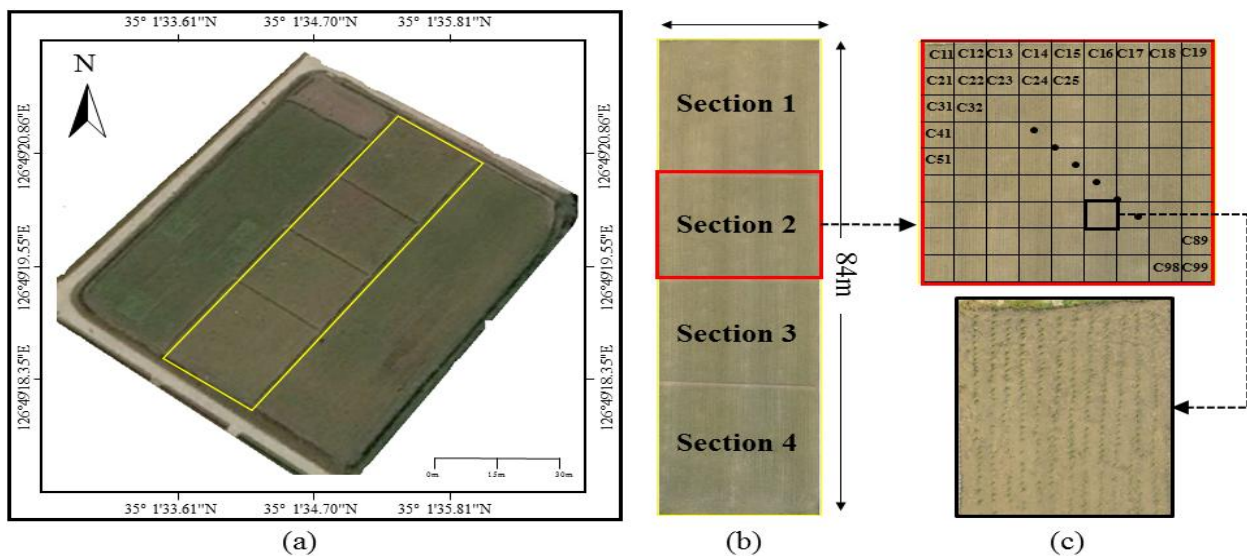 35° 1'33.61"N 35° 1'34.70"N 35° 1'35.81"N
N
126°49'20.86"E
126°49'19.55"E
126°49'18.35"E
126°49'20.86"E
126°49'19.55"E
126°49'18.35"E
0m 15m 30m
35° 1'33.61"N 35° 1'34.70"N 35° 1'35.81"N
(a)
Section 1
Section 2
Section 3
Section 4
84m
(b)
C11 C12 C13 C14 C15 C16 C17 C18 C19
C21 C22 C23 C24 C25
C31 C32
C41
C51
C89
C98 C99
(c)